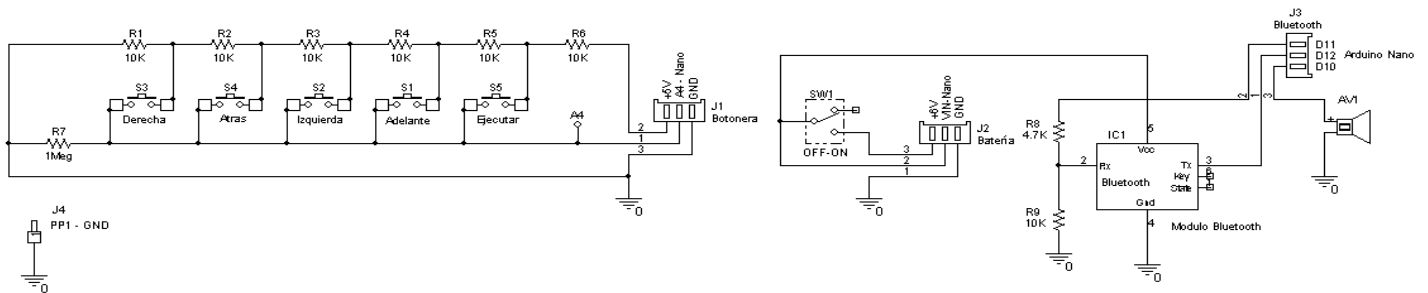 R1
10K
R2
10K
R3
10K
R4
10K
R5
10K
R6
10K
S3
Derecha
S4
Atras
S2
Izquierda
S1
Adelante
S5
Ejecutar
R7
1Meg
A4
+5V
A4 - Nano
GND
J1
Botonera
2
1
3
0
J4
PP1 - GND
0
SW1
OFF-ON
+6V
VIN-Nano
GND
J2
Batería
3
2
1
0
J3
Bluetooth
D11
D12
D10
Arduino Nano
2
1
3
AV1
+
0
R8
4.7K
R9
10K
0
IC1
5
Vcc
2
Rx
Tx
3
Bluetooth
Key
6
State
Gnd
4
Modulo Bluetooth
0